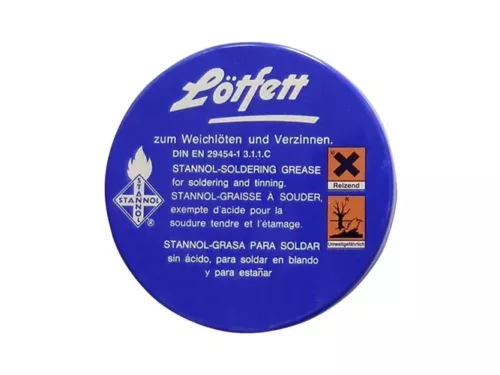 Lötfett
zum Weichlöten und Verzinnen.
DIN EN 29454-1 3.1.1.C
STANNOL-SOLDERING GREASE
for soldering and tinning.
STANNOL-GRAISSE À SOUDER,
exempte d'acide pour la
soudure tendre et l'étamage.
STANNOL-GRASA PARA SOLDAR
sin ácido, para soldar en blando
y para estañar
STANNOL
STANNOL
®
Reizend
Umweltgefährlich